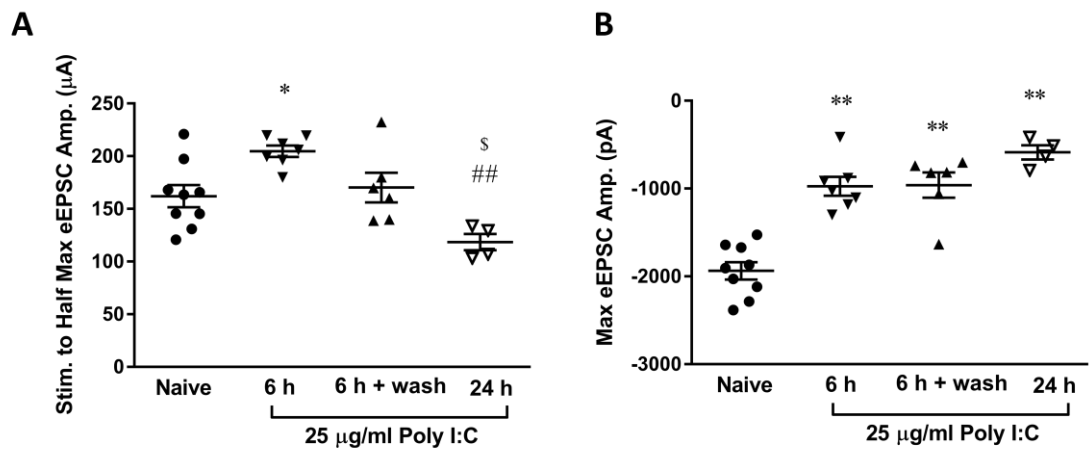 A
Stim. to Half Max eEPSC Amp. (μA)
250
200
150
100
50
0
*
$
##
Naive
6 h
6 h + wash
24 h
25 μg/ml Poly I:C
B
Max eEPSC Amp. (pA)
0
-1000
-2000
-3000
**
**
**
Naive
6 h
6 h + wash
24 h
25 μg/ml Poly I:C